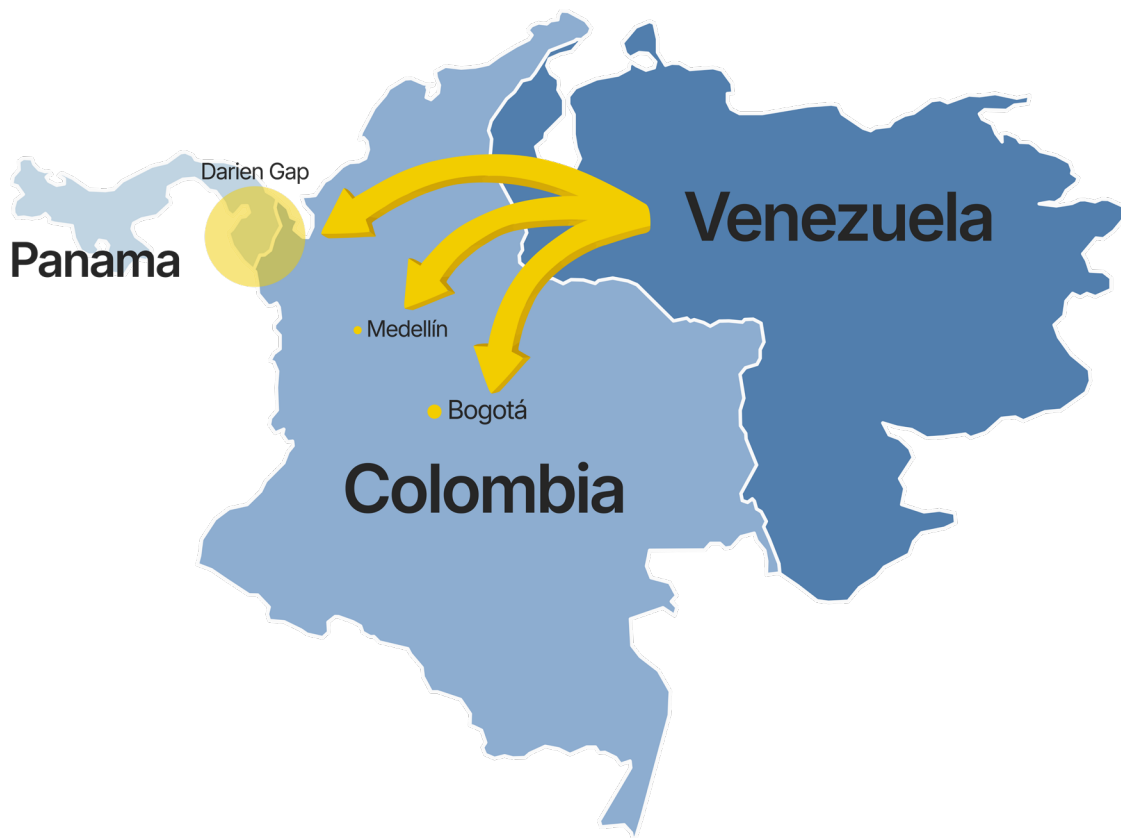 Darien Gap
Venezuela
Panama
Medellín
Bogotá
Colombia